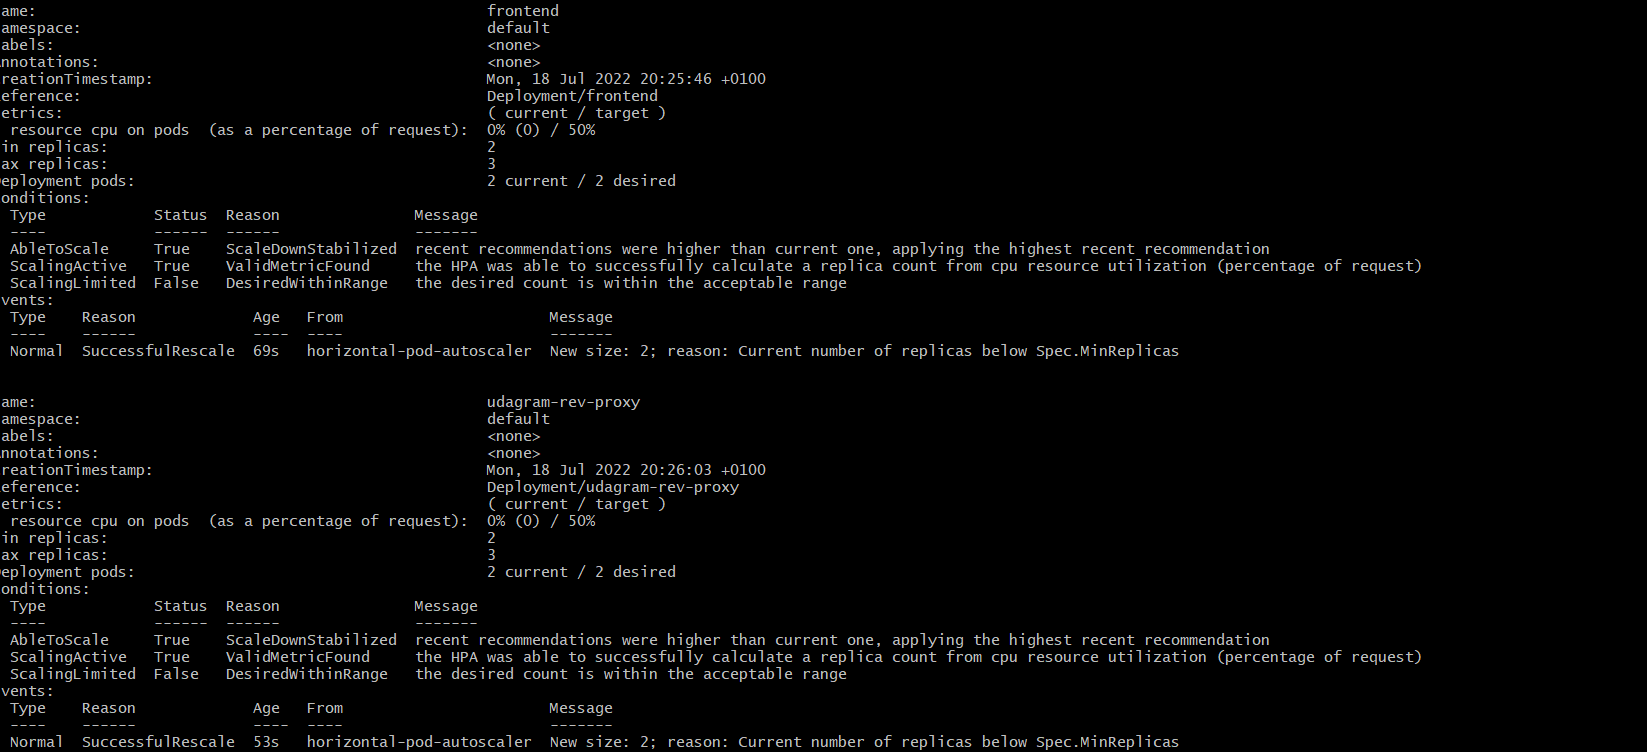 ame:                                                  frontend
amespace:                                             default
abels:                                                <none>
nnotations:                                           <none>
reationTimestamp:                                     Mon, 18 Jul 2022 20:25:46 +0100
eference:                                             Deployment/frontend
etrics:                                               ( current / target )
 resource cpu on pods  (as a percentage of request):  0% (0) / 50%
in replicas:                                          2
ax replicas:                                          3
eployment pods:                                       2 current / 2 desired
onditions:
 Type            Status  Reason               Message
 ----            ------  ------               -------
 AbleToScale     True    ScaleDownStabilized  recent recommendations were higher than current one, applying the highest recent recommendation
 ScalingActive   True    ValidMetricFound     the HPA was able to successfully calculate a replica count from cpu resource utilization (percentage of request)
 ScalingLimited  False   DesiredWithinRange   the desired count is within the acceptable range
vents:
 Type    Reason             Age   From                       Message
 ----    ------             ----  ----                       -------
 Normal  SuccessfulRescale  69s   horizontal-pod-autoscaler  New size: 2; reason: Current number of replicas below Spec.MinReplicas
ame:                                                  udagram-rev-proxy
amespace:                                             default
abels:                                                <none>
nnotations:                                           <none>
reationTimestamp:                                     Mon, 18 Jul 2022 20:26:03 +0100
eference:                                             Deployment/udagram-rev-proxy
etrics:                                               ( current / target )
 resource cpu on pods  (as a percentage of request):  0% (0) / 50%
in replicas:                                          2
ax replicas:                                          3
eployment pods:                                       2 current / 2 desired
onditions:
 Type            Status  Reason               Message
 ----            ------  ------               -------
 AbleToScale     True    ScaleDownStabilized  recent recommendations were higher than current one, applying the highest recent recommendation
 ScalingActive   True    ValidMetricFound     the HPA was able to successfully calculate a replica count from cpu resource utilization (percentage of request)
 ScalingLimited  False   DesiredWithinRange   the desired count is within the acceptable range
vents:
 Type    Reason             Age   From                       Message
 ----    ------             ----  ----                       -------
 Normal  SuccessfulRescale  53s   horizontal-pod-autoscaler  New size: 2; reason: Current number of replicas below Spec.MinReplicas